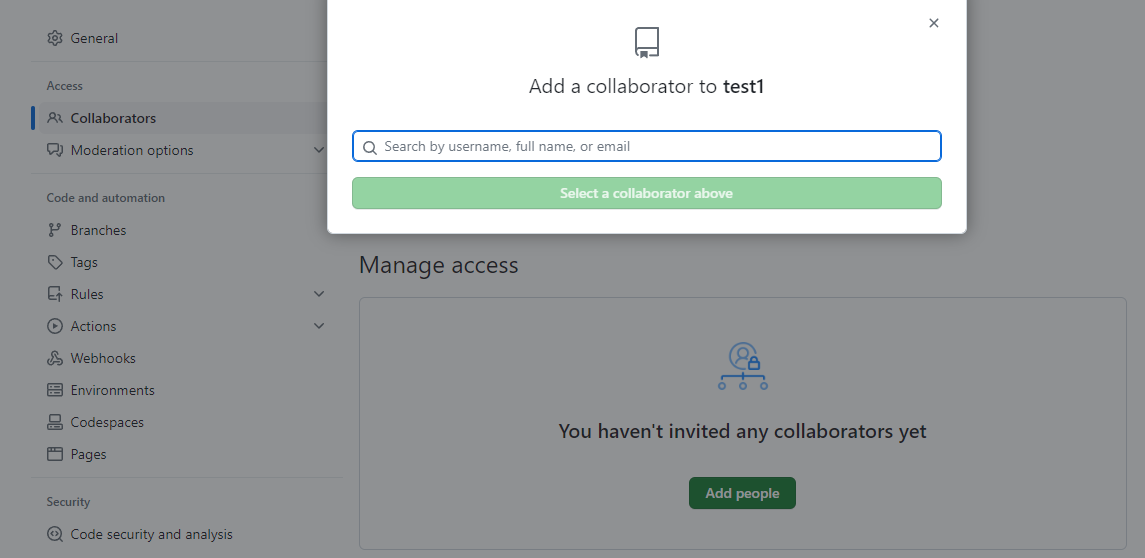 General
Access
Collaborators
Moderation options
Code and automation
Branches
Tags
Rules
Actions
Webhooks
Environments
Codespaces
Pages
Security
Code security and analysis
Add a collaborator to test1
Search by username, full name, or email
Select a collaborator above
Manage access
You haven't invited any collaborators yet
Add people